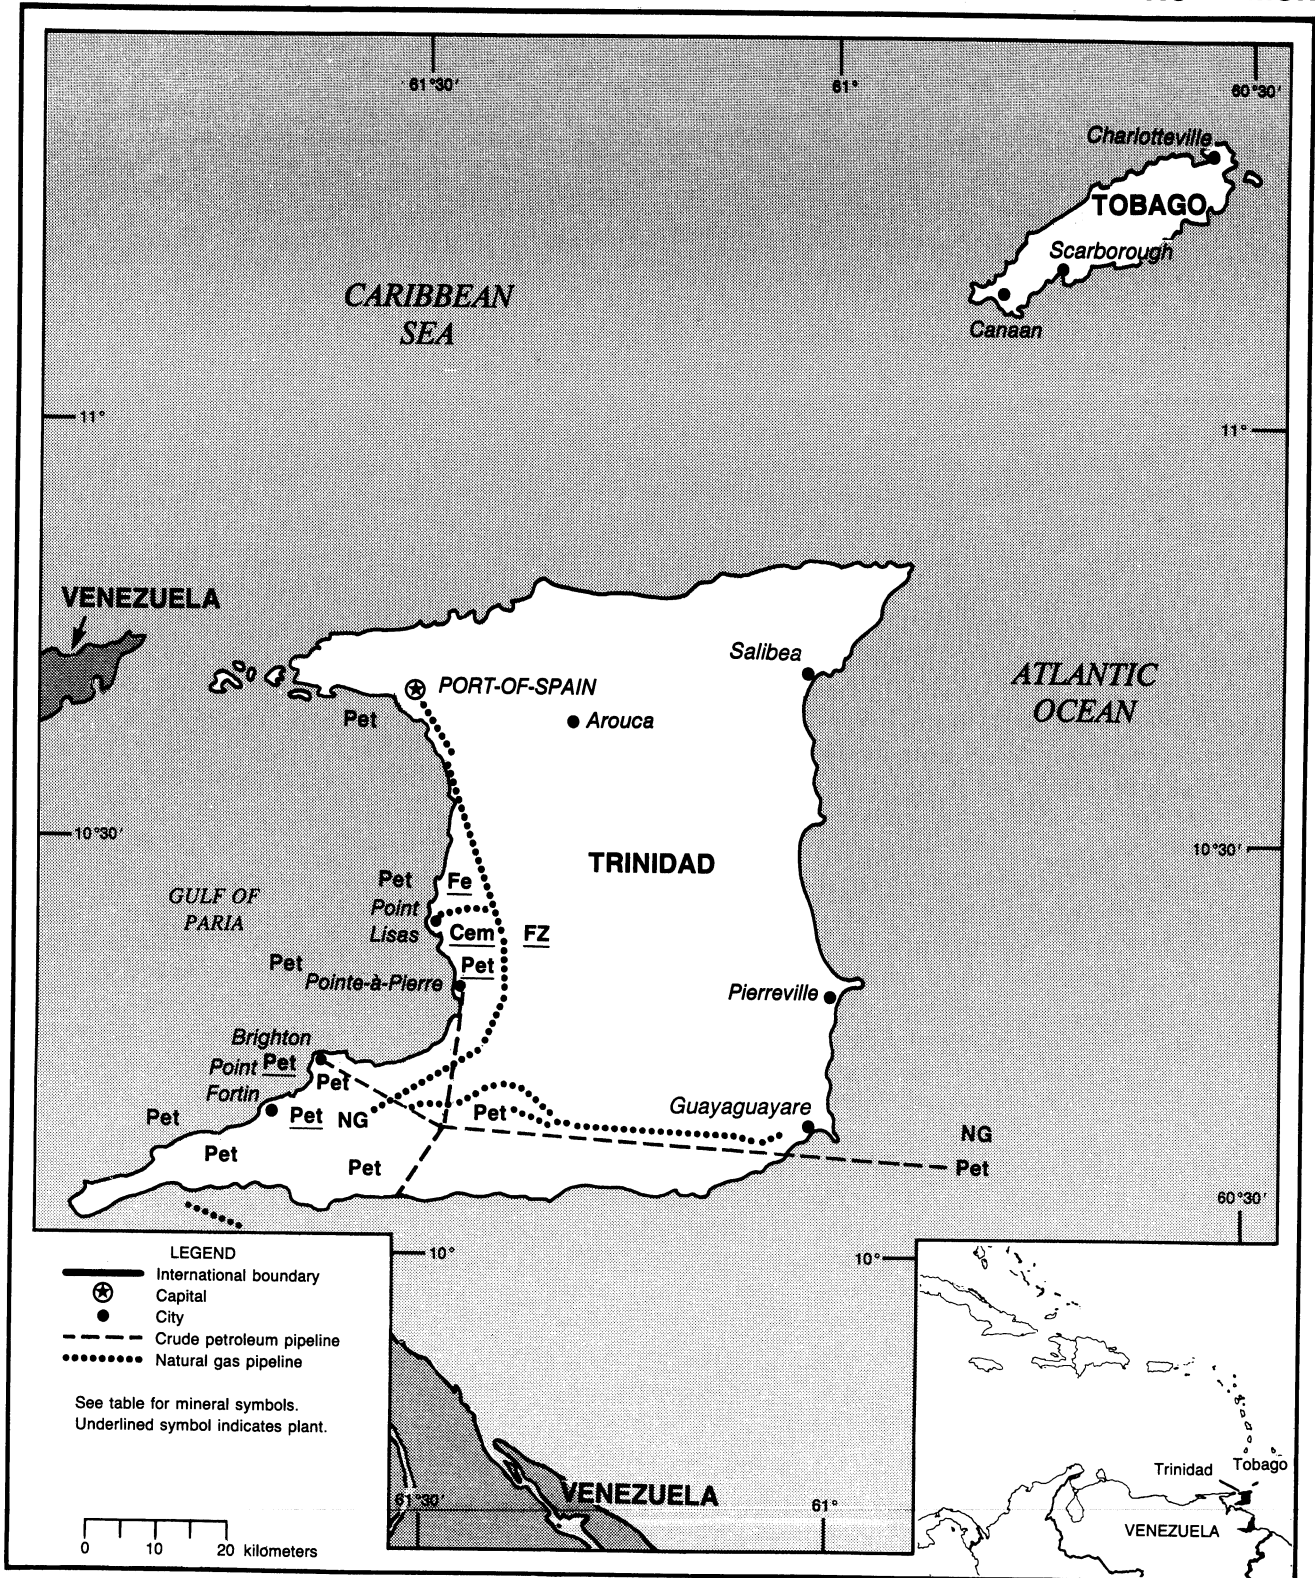 61°30'
61°
60°30'
Charlotteville
TOBAGO
Scarborough
Canaan
CARIBBEAN
SEA
11°
11°
VENEZUELA
Salibea
ATLANTIC
OCEAN
PORT-OF-SPAIN
Pet
Arouca
10°30'
10°30'
TRINIDAD
GULF OF
PARIA
Pet
Fe
Point
Lisas
Cem
FZ
Pet
Pet
Pointe-à-Pierre
Pierreville
Brighton
Pet
Point
Fortin
Pet
Pet
Pet
NG
Pet
Guayaguayare
NG
Pet
Pet
Pet
60°30'
LEGEND
International boundary
Capital
City
Crude petroleum pipeline
Natural gas pipeline
See table for mineral symbols.
Underlined symbol indicates plant.
0 10 20 kilometers
10°
10°
61°30'
VENEZUELA
61°
Trinidad
Tobago
VENEZUELA